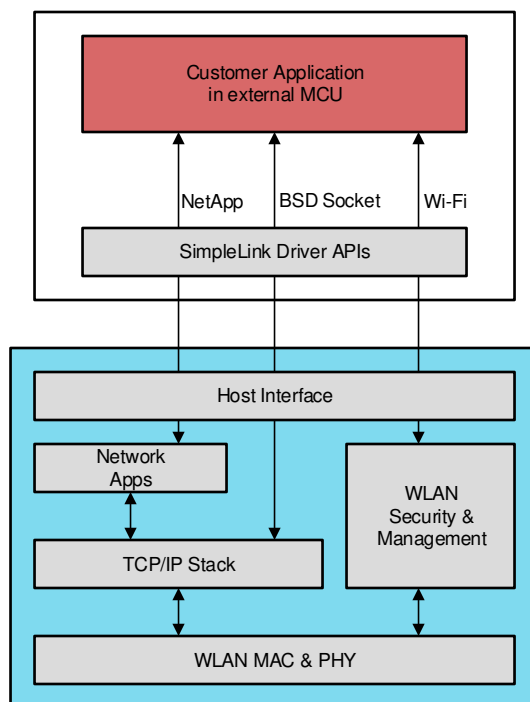 Customer Application
in external MCU
NetApp
BSD Socket
Wi-Fi
SimpleLink Driver APIs
Host Interface
Network
Apps
WLAN
Security &
Management
TCP/IP Stack
WLAN MAC & PHY